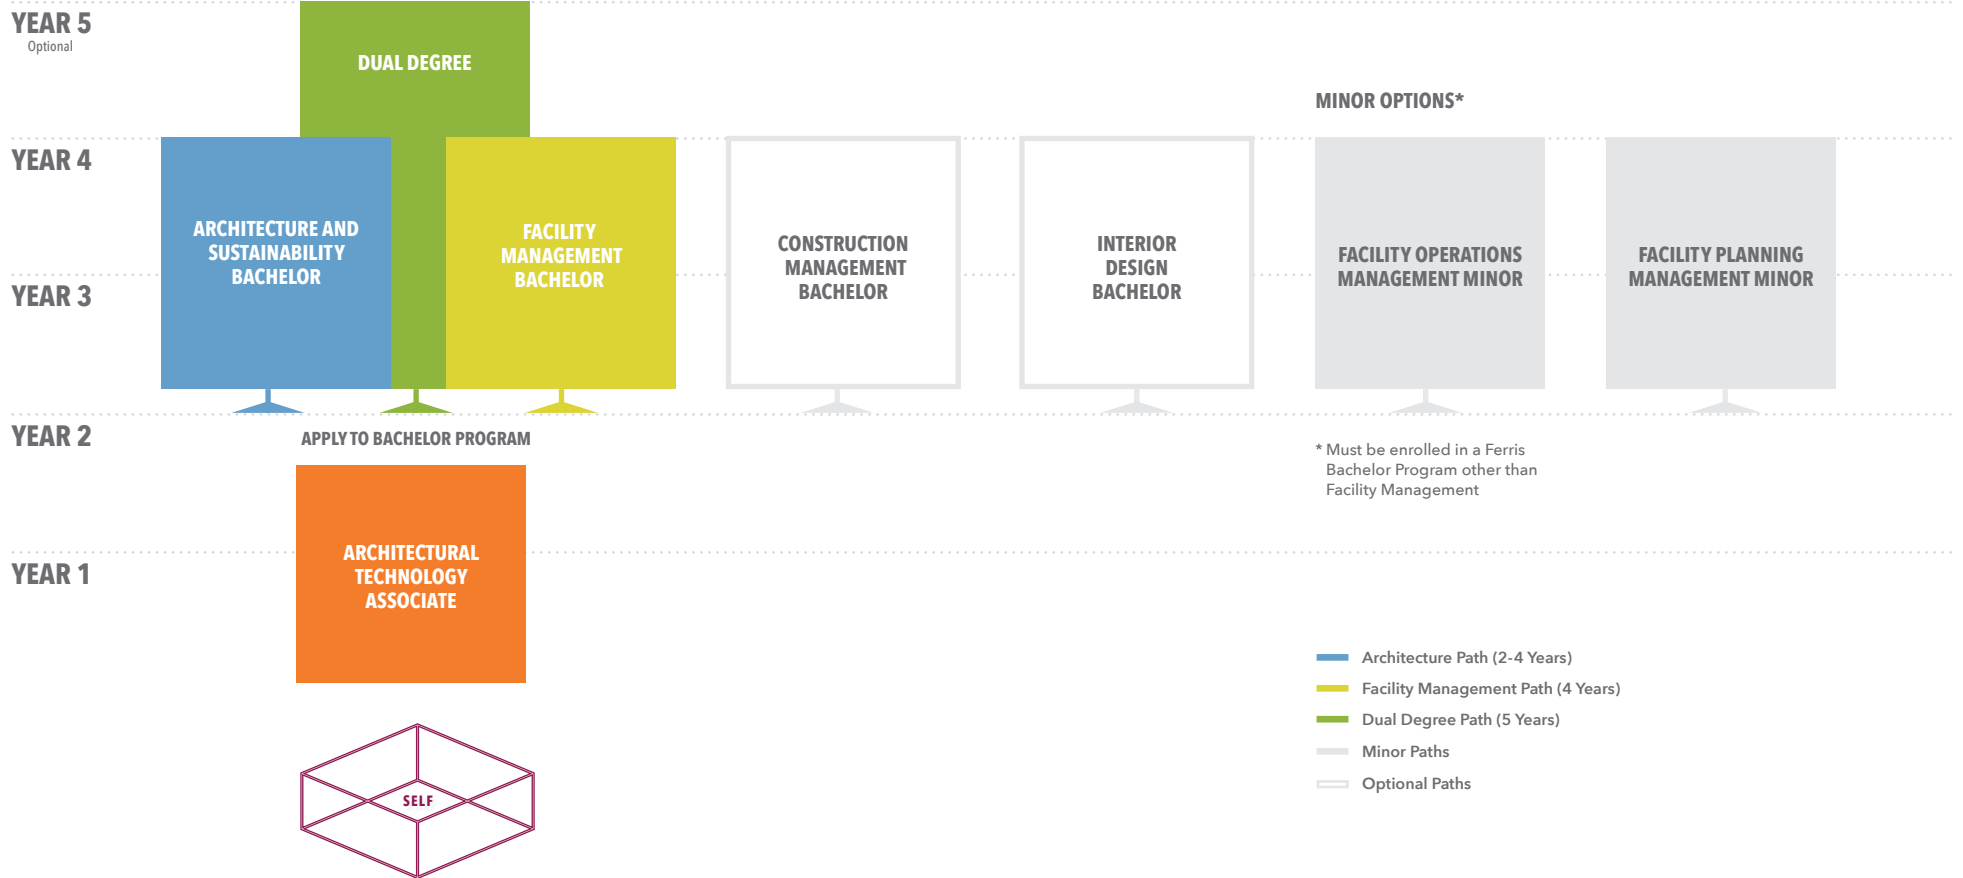 YEAR 5
Optional
DUAL DEGREE
MINOR OPTIONS*
YEAR 4
ARCHITECTURE AND
SUSTAINABILITY
BACHELOR
FACILITY
MANAGEMENT
BACHELOR
CONSTRUCTION
MANAGEMENT
BACHELOR
INTERIOR
DESIGN
BACHELOR
FACILITY OPERATIONS
MANAGEMENT MINOR
FACILITY PLANNING
MANAGEMENT MINOR
YEAR 3
YEAR 2
APPLY TO BACHELOR PROGRAM
* Must be enrolled in a Ferris
Bachelor Program other than
Facility Management
ARCHITECTURAL
TECHNOLOGY
ASSOCIATE
YEAR 1
SELF
Architecture Path (2-4 Years)
Facility Management Path (4 Years)
Dual Degree Path (5 Years)
Minor Paths
Optional Paths